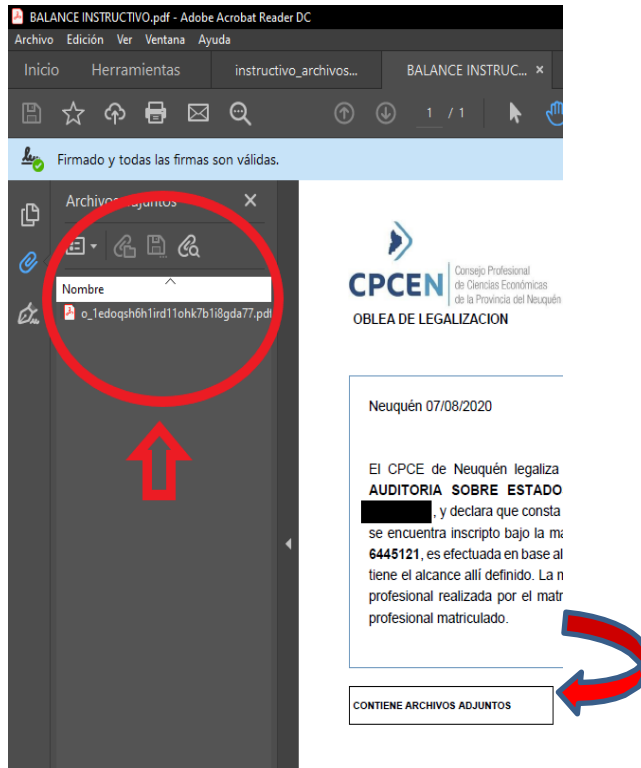 BALANCE INSTRUCTIVO.pdf - Adobe Acrobat Reader DC
Archivo Edición Ver Ventana Ayuda
Inicio Herramientas instructivo_archivos... BALANCE INSTRUC... ×
1 / 1
Firmado y todas las firmas son válidas.
Archivos adjuntos ×
Nombre
o_1edoqsh6h1ird11ohk7b1i8gda77.pdf
CPCEN
Consejo Profesional
de Ciencias Económicas
de la Provincia del Neuquén
OBLEA DE LEGALIZACION
Neuquén 07/08/2020
El CPCE de Neuquén legaliza
AUDITORIA SOBRE ESTADO
, y declara que consta
se encuentra inscripto bajo la ma
6445121, es efectuada en base al
tiene el alcance allí definido. La
profesional realizada por el matr
profesional matriculado.
CONTIENE ARCHIVOS ADJUNTOS